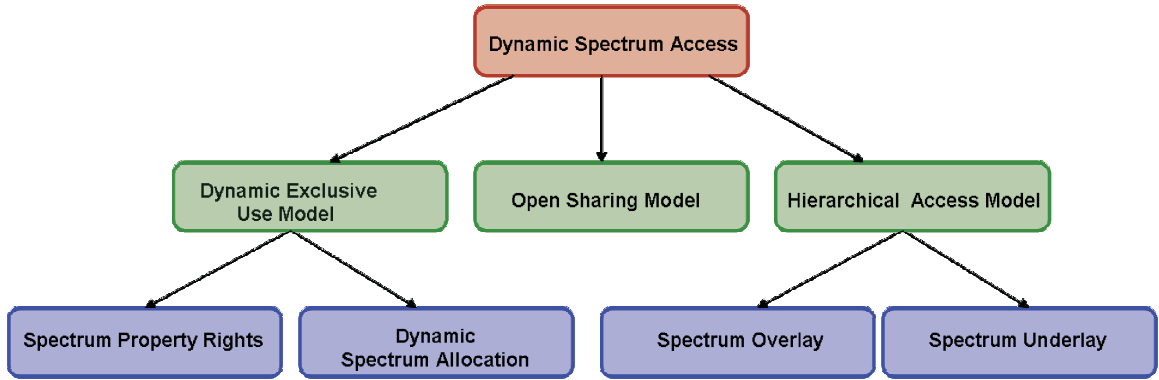 Dynamic Spectrum Access
Dynamic Exclusive
Use Model
Open Sharing Model
Hierarchical Access Model
Spectrum Property Rights
Dynamic
Spectrum Allocation
Spectrum Overlay
Spectrum Underlay